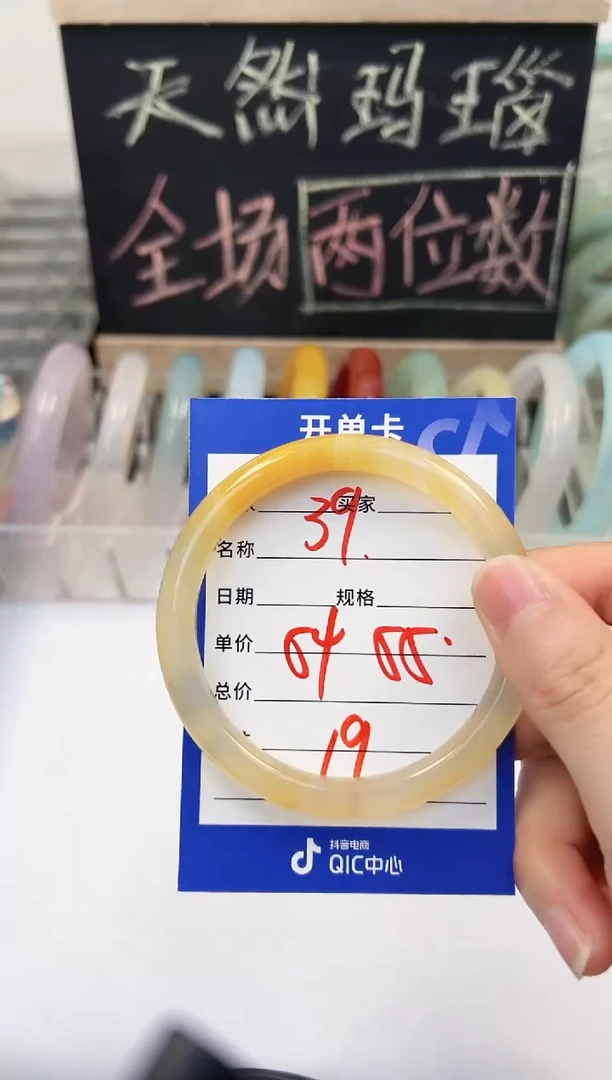 天然玛瑙
全场两位数
开单卡
39.
买家
名称
日期 规格
单价 54 55.
总价
19
抖音电商
QIC中心